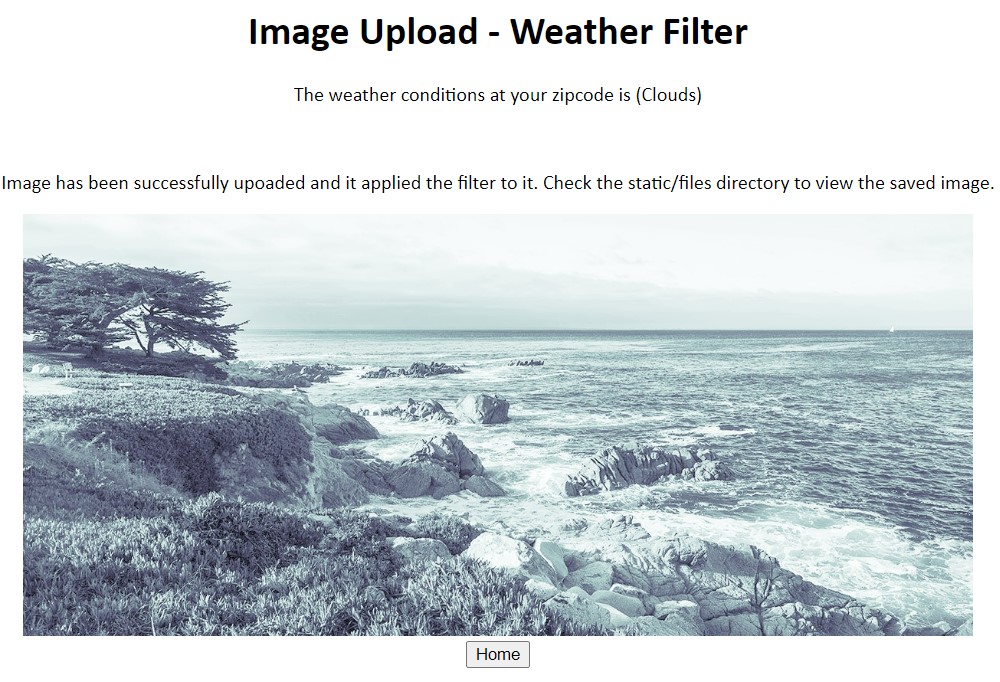 Image Upload - Weather Filter
The weather conditions at your zipcode is (Clouds)
Image has been successfully upoaded and it applied the filter to it. Check the static/files directory to view the saved image.
Home